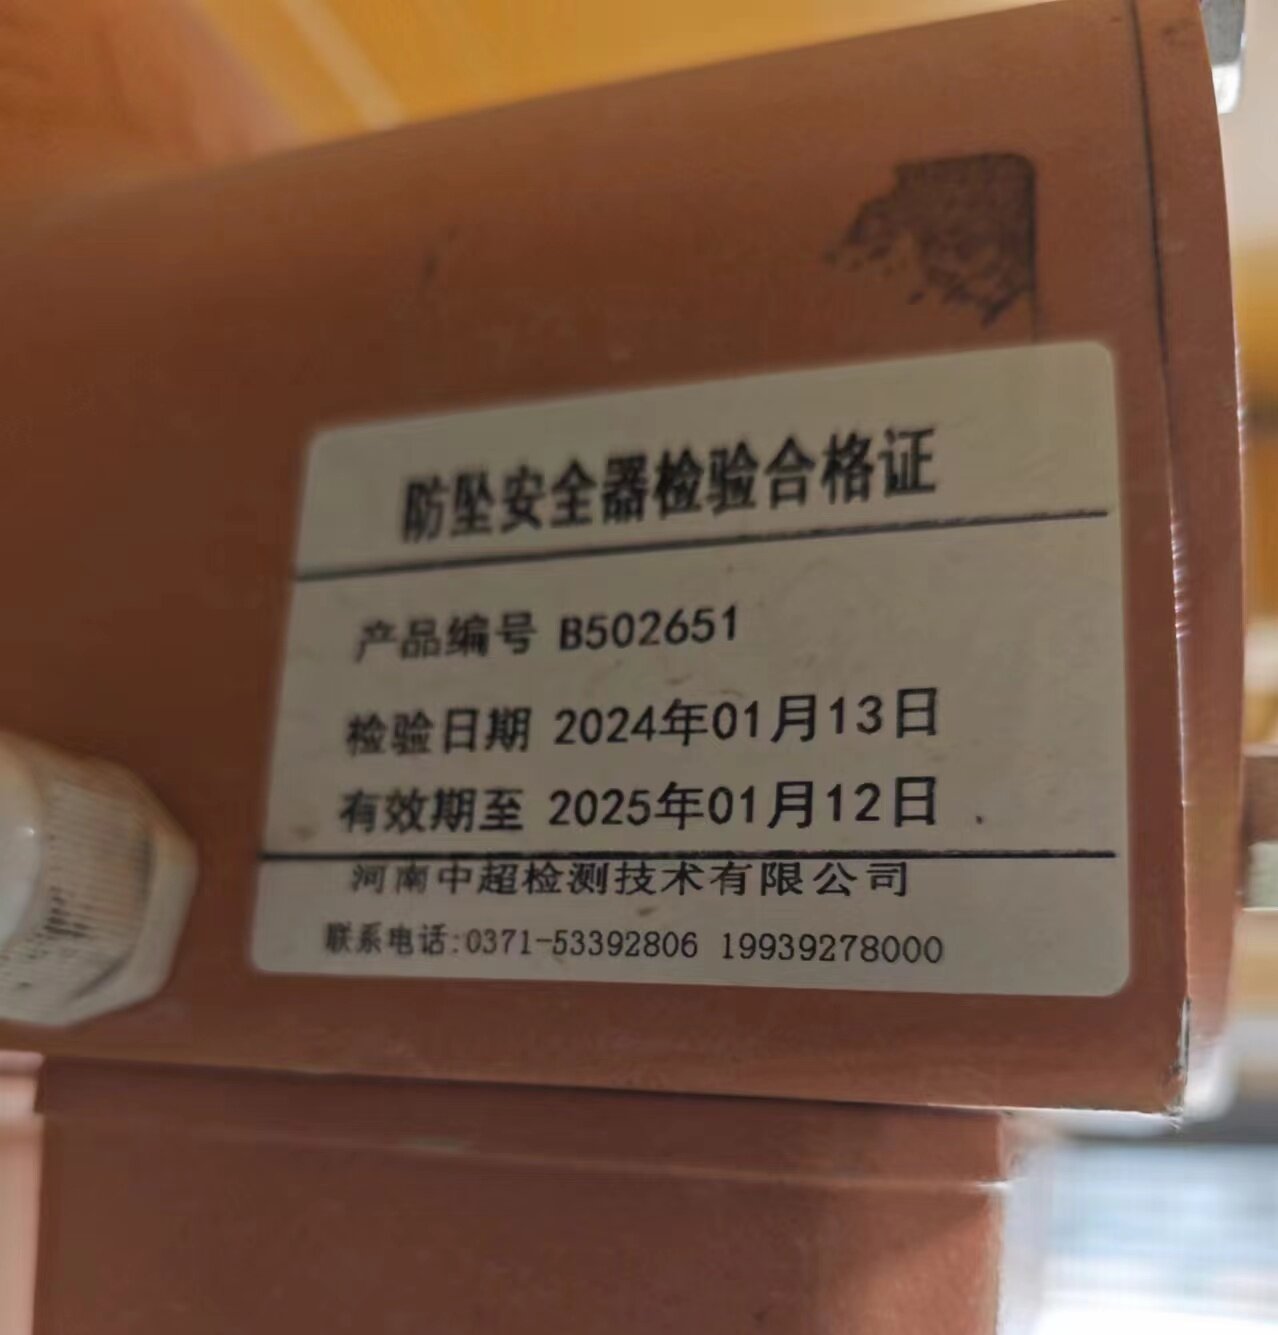 防坠安全器检验合格证
产品编号 B502651
检验日期 2024年01月13日
有效期至 2025年01月12日
河南中超检测技术有限公司
联系电话:0371-53392806 19939278000